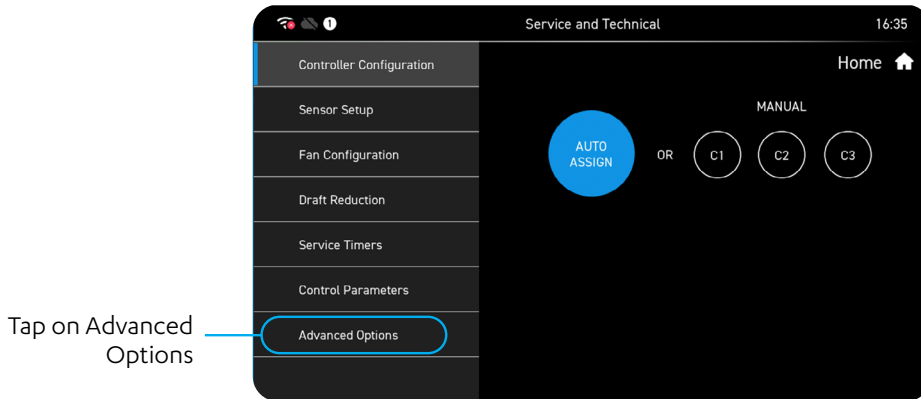 1 Service and Technical 16:35
Controller Configuration
Home
Sensor Setup
MANUAL
Fan Configuration
AUTO
ASSIGN
OR C1 C2 C3
Draft Reduction
Service Timers
Control Parameters
Advanced Options
Tap on Advanced
Options